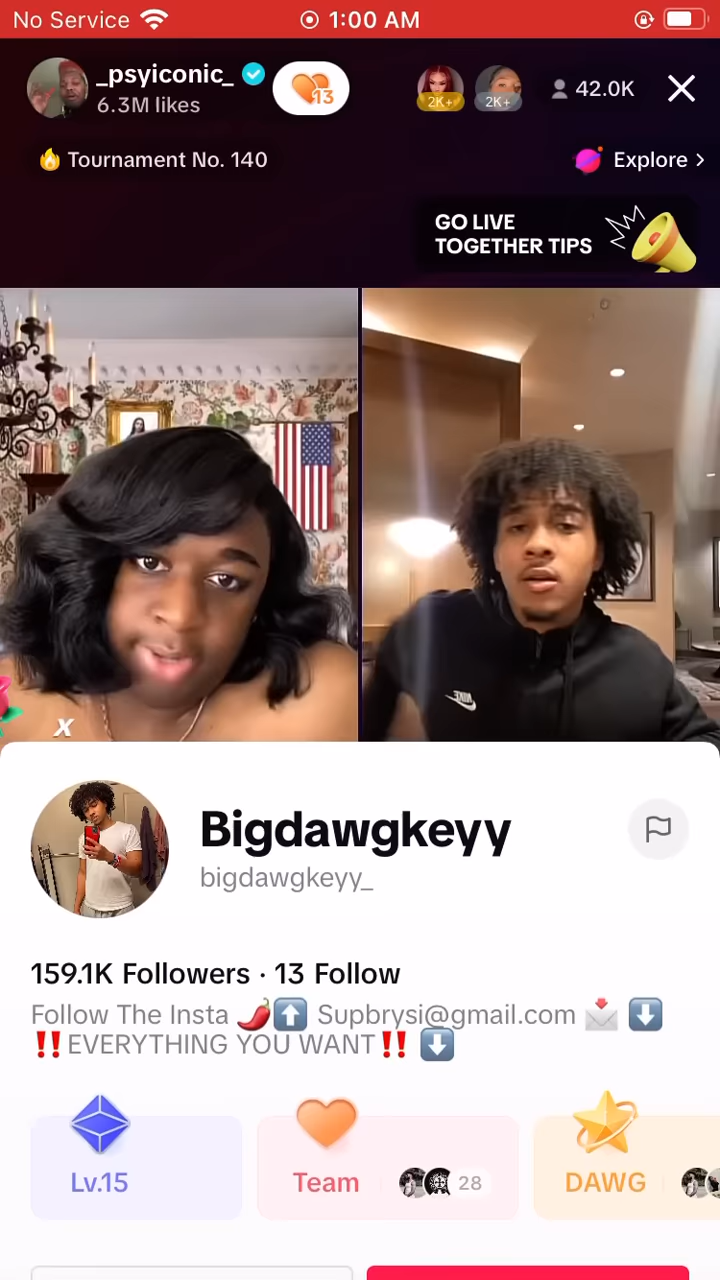 No Service 1:00 AM
_psyiconic_
6.3M likes
13
2K+ 2K+ 42.0K
Tournament No. 140
Explore >
GO LIVE
TOGETHER TIPS
X
Bigdawgkeyy
bigdawgkeyy_
159.1K Followers · 13 Follow
Follow The Insta 🌶️⬆️ Supbrysi@gmail.com 📩 ⬇️
‼️EVERYTHING YOU WANT‼️ ⬇️
Lv.15
Team 28
DAWG